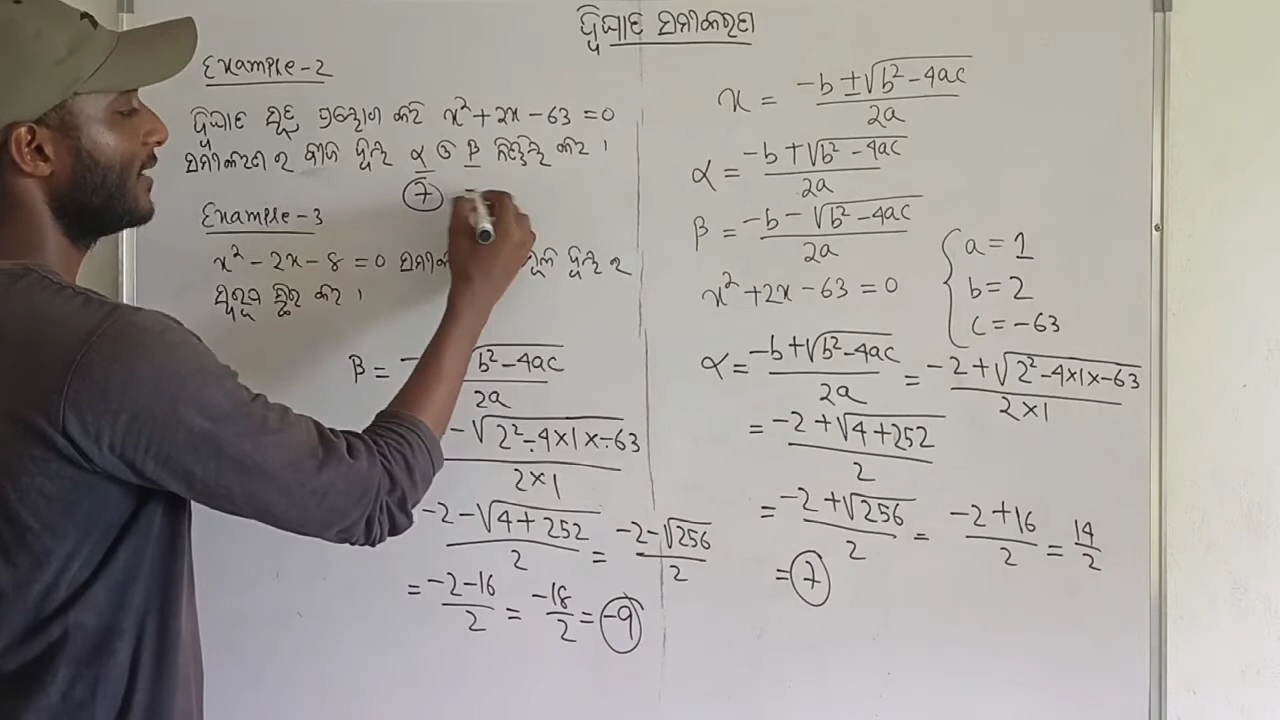 ଦ୍ୱିଘାତ ସମୀକରଣ
Example-2
ଦ୍ୱିଘାତ ସୂତ୍ର ପ୍ରୟୋଗ କରି x² + 2x - 63 = 0
ସମୀକରଣ ର ବୀଜ ଦ୍ୱୟ α ଓ β ନିର୍ଣ୍ଣୟ କର ।
7
Example-3
x² - 2x - 8 = 0
ସ୍ୱରୂପ ସ୍ଥିର କର ।
β = √b² - 4ac / 2a
- √2² - 4×1×-63 / 2×1
-2 - √4 + 252 / 2 = -2 - √256 / 2
= -2 - 16 / 2 = -18 / 2 = -9
x = -b ± √b² - 4ac / 2a
α = -b + √b² - 4ac / 2a
β = -b - √b² - 4ac / 2a
x² + 2x - 63 = 0
a = 1
b = 2
c = -63
α = -b + √b² - 4ac / 2a = -2 + √2² - 4×1×-63 / 2×1
= -2 + √4 + 252 / 2
= -2 + √256 / 2 = -2 + 16 / 2 = 14 / 2
= 7